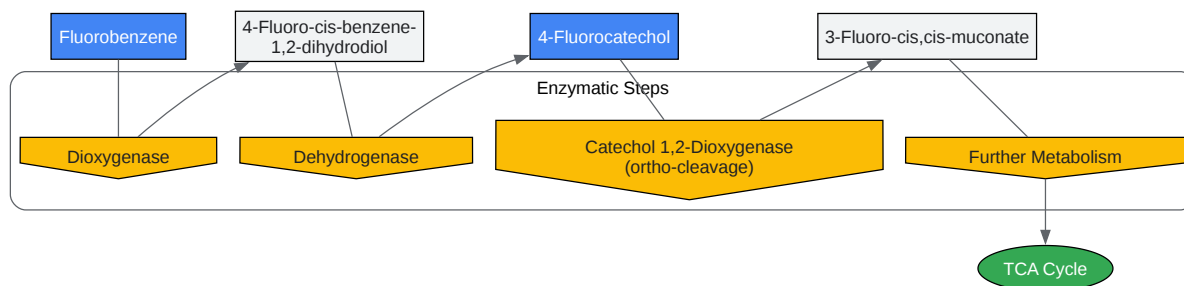 Fluorobenzene
4-Fluoro-cis-benzene-
1,2-dihydrodiol
4-Fluorocatechol
3-Fluoro-cis,cis-muconate
Enzymatic Steps
Dioxygenase
Dehydrogenase
Catechol 1,2-Dioxygenase
(ortho-cleavage)
Further Metabolism
TCA Cycle